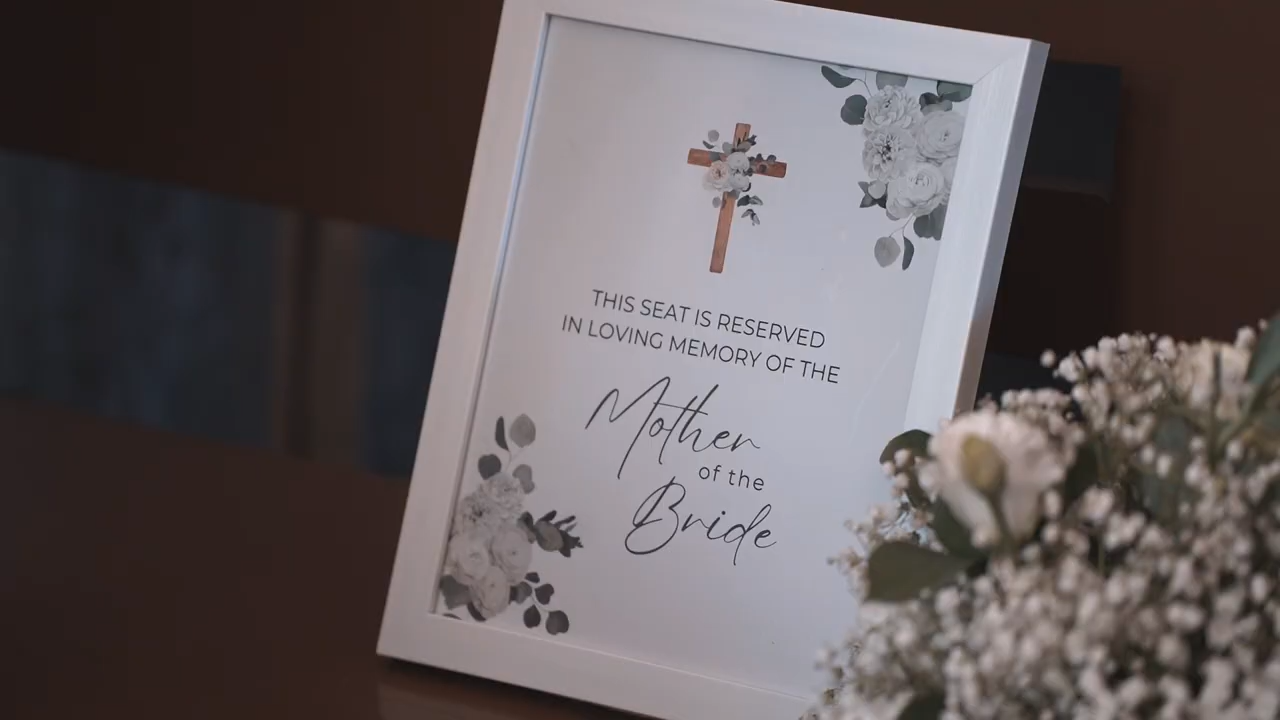 THIS SEAT IS RESERVED
IN LOVING MEMORY OF THE
Mother
of the
Bride